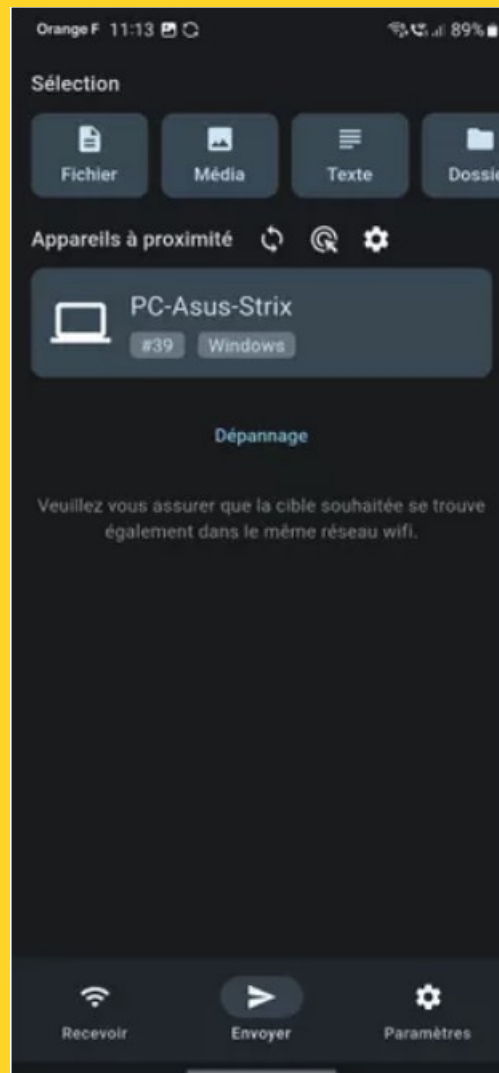 Orange F 11:13
89%
Sélection
Fichier Média Texte Dossie
Appareils à proximité
PC-Asus-Strix
#39 Windows
Dépannage
Veuillez vous assurer que la cible souhaitée se trouve
également dans le même réseau wifi.
Recevoir Envoyer Paramètres